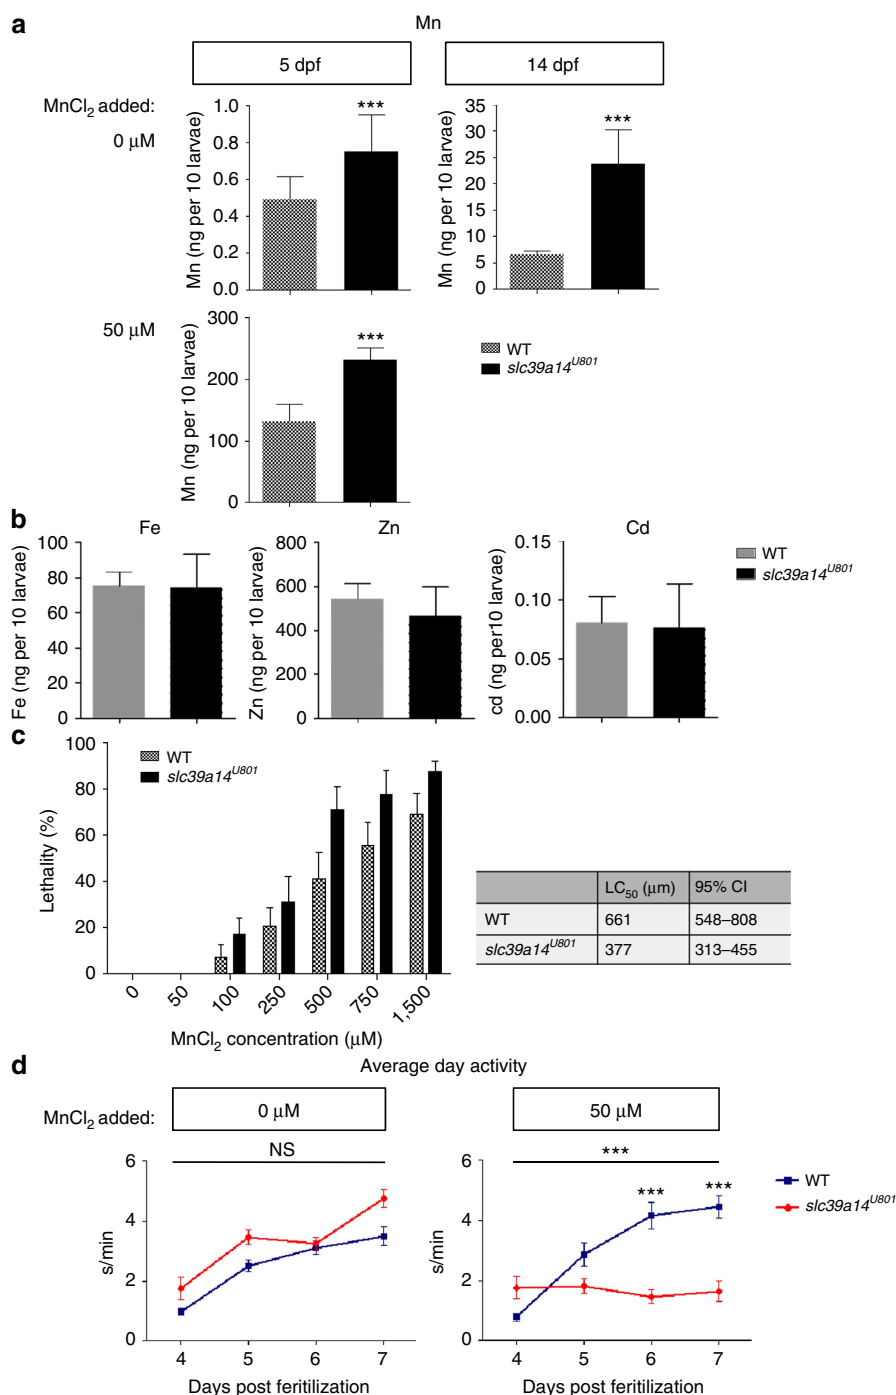 a
Mn
5 dpf
14 dpf
MnCl2 added:
0 μM
Mn (ng per 10 larvae)
1.0
0.8
0.6
0.4
0.2
0.0
***
Mn (ng per 10 larvae)
35
30
25
20
15
10
5
0
***
50 μM
Mn (ng per 10 larvae)
300
200
100
0
***
WT
slc39a14U801
b
Fe
Fe (ng per 10 larvae)
100
80
60
40
20
0
Zn
Zn (ng per 10 larvae)
800
600
400
200
0
Cd
cd (ng per10 larvae)
0.15
0.10
0.05
0.00
WT
slc39a14U801
c
Lethality (%)
100
80
60
40
20
0
WT
slc39a14U801
0 50 100 250 500 750 1,500
MnCl2 concentration (μM)
LC50 (μm) 95% CI
WT 661 548–808
slc39a14U801 377 313–455
d
Average day activity
MnCl2 added:
0 μM
50 μM
NS
s/min
6
4
2
0
4 5 6 7
Days post feritilization
***
*** ***
s/min
6
4
2
0
4 5 6 7
Days post feritilization
WT
slc39a14U801